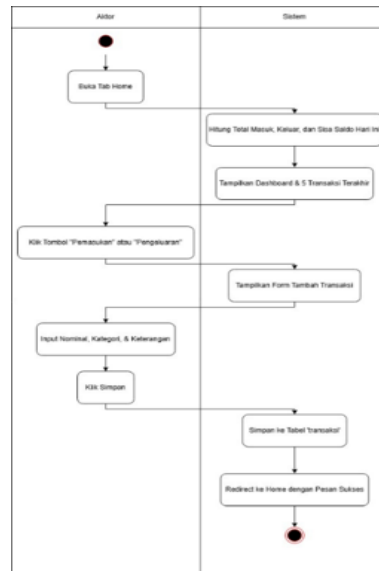 Aktor
Sistem
Buka Tab Home
Hitung Total Masuk, Keluar, dan Sisa Saldo Hari Ini
Tampilkan Dashboard & 5 Transaksi Terakhir
Klik Tombol "Pemasukan" atau "Pengeluaran"
Tampilkan Form Tambah Transaksi
Input Nominal, Kategori, & Keterangan
Klik Simpan
Simpan ke Tabel 'transaksi'
Redirect ke Home dengan Pesan Sukses